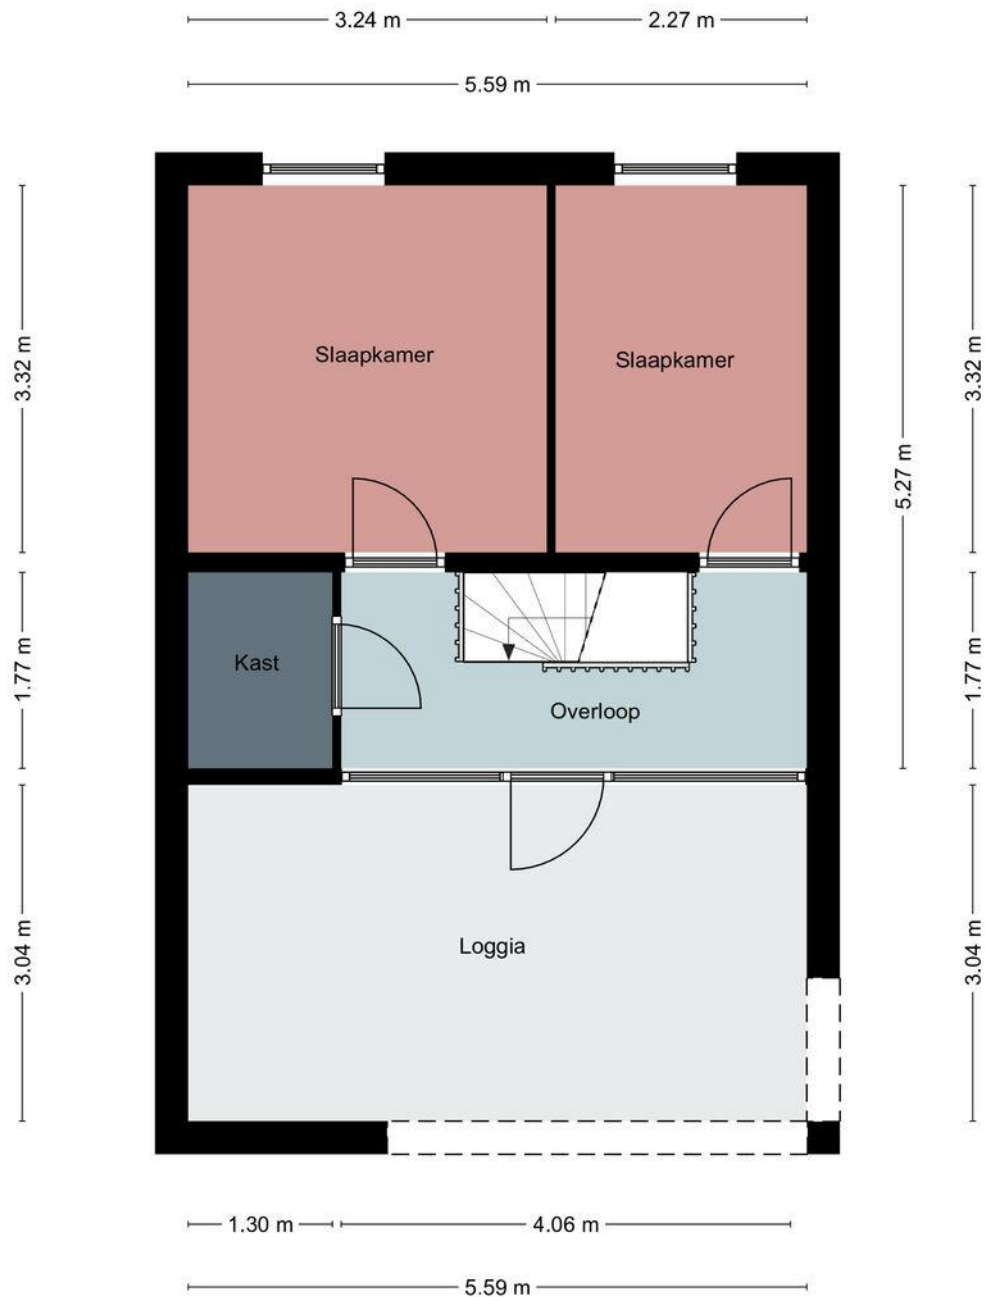 3.24 m
2.27 m
5.59 m
3.32 m
Slaapkamer
Slaapkamer
3.32 m
5.27 m
1.77 m
Kast
Overloop
1.77 m
3.04 m
Loggia
3.04 m
1.30 m
4.06 m
5.59 m